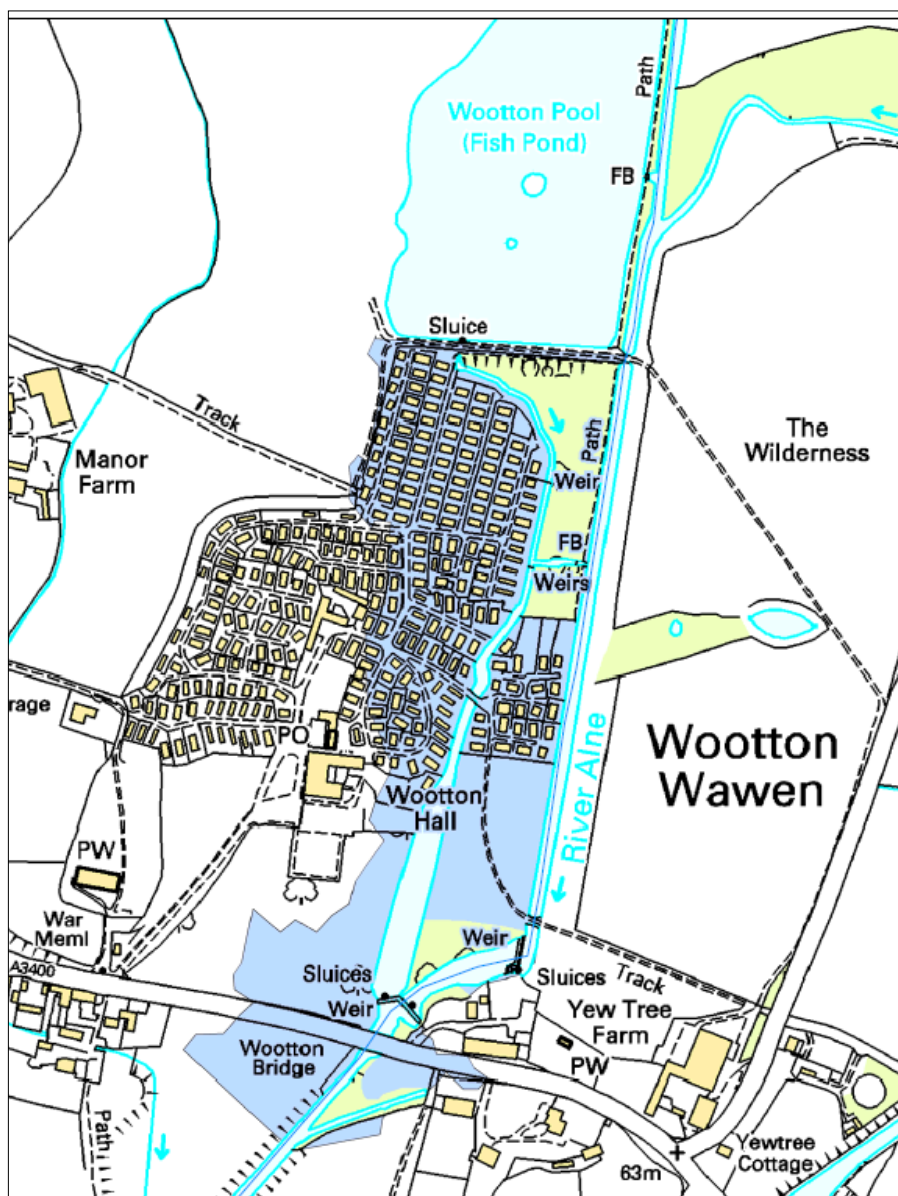 Path
Wootton Pool
(Fish Pond)
FB
Sluice
Track
Manor
Farm
The
Wilderness
Path
Weir
FB
Weirs
rage
PO
Wootton
Wawen
River Alne
Wootton
Hall
PW
War
Meml
A3400
Weir
Sluices
Sluices
Track
Weir
Yew Tree
Farm
Wootton
Bridge
PW
Path
63m
Yewtree
Cottage